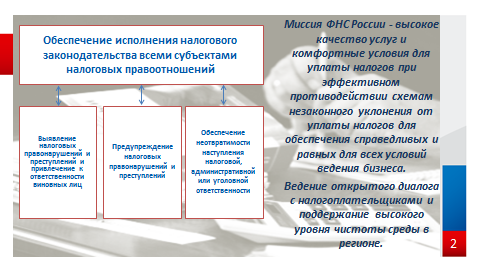 Обеспечение исполнения налогового
законодательства всеми субъектами
налоговых правоотношений
Выявление
налоговых
правонарушений и
преступлений и
привлечение к
ответственности
виновных лиц
Предупреждение
налоговых
правонарушений и
преступлений
Обеспечение
неотвратимости
наступления
налоговой,
административной
или уголовной
ответственности
Миссия ФНС России - высокое
качество услуг и
комфортные условия для
уплаты налогов при
эффективном
противодействии схемам
незаконного уклонения от
уплаты налогов для
обеспечения справедливых и
равных для всех условий
ведения бизнеса.
Ведение открытого диалога
с налогоплательщиками и
поддержание высокого
уровня чистоты среды в
регионе.
2